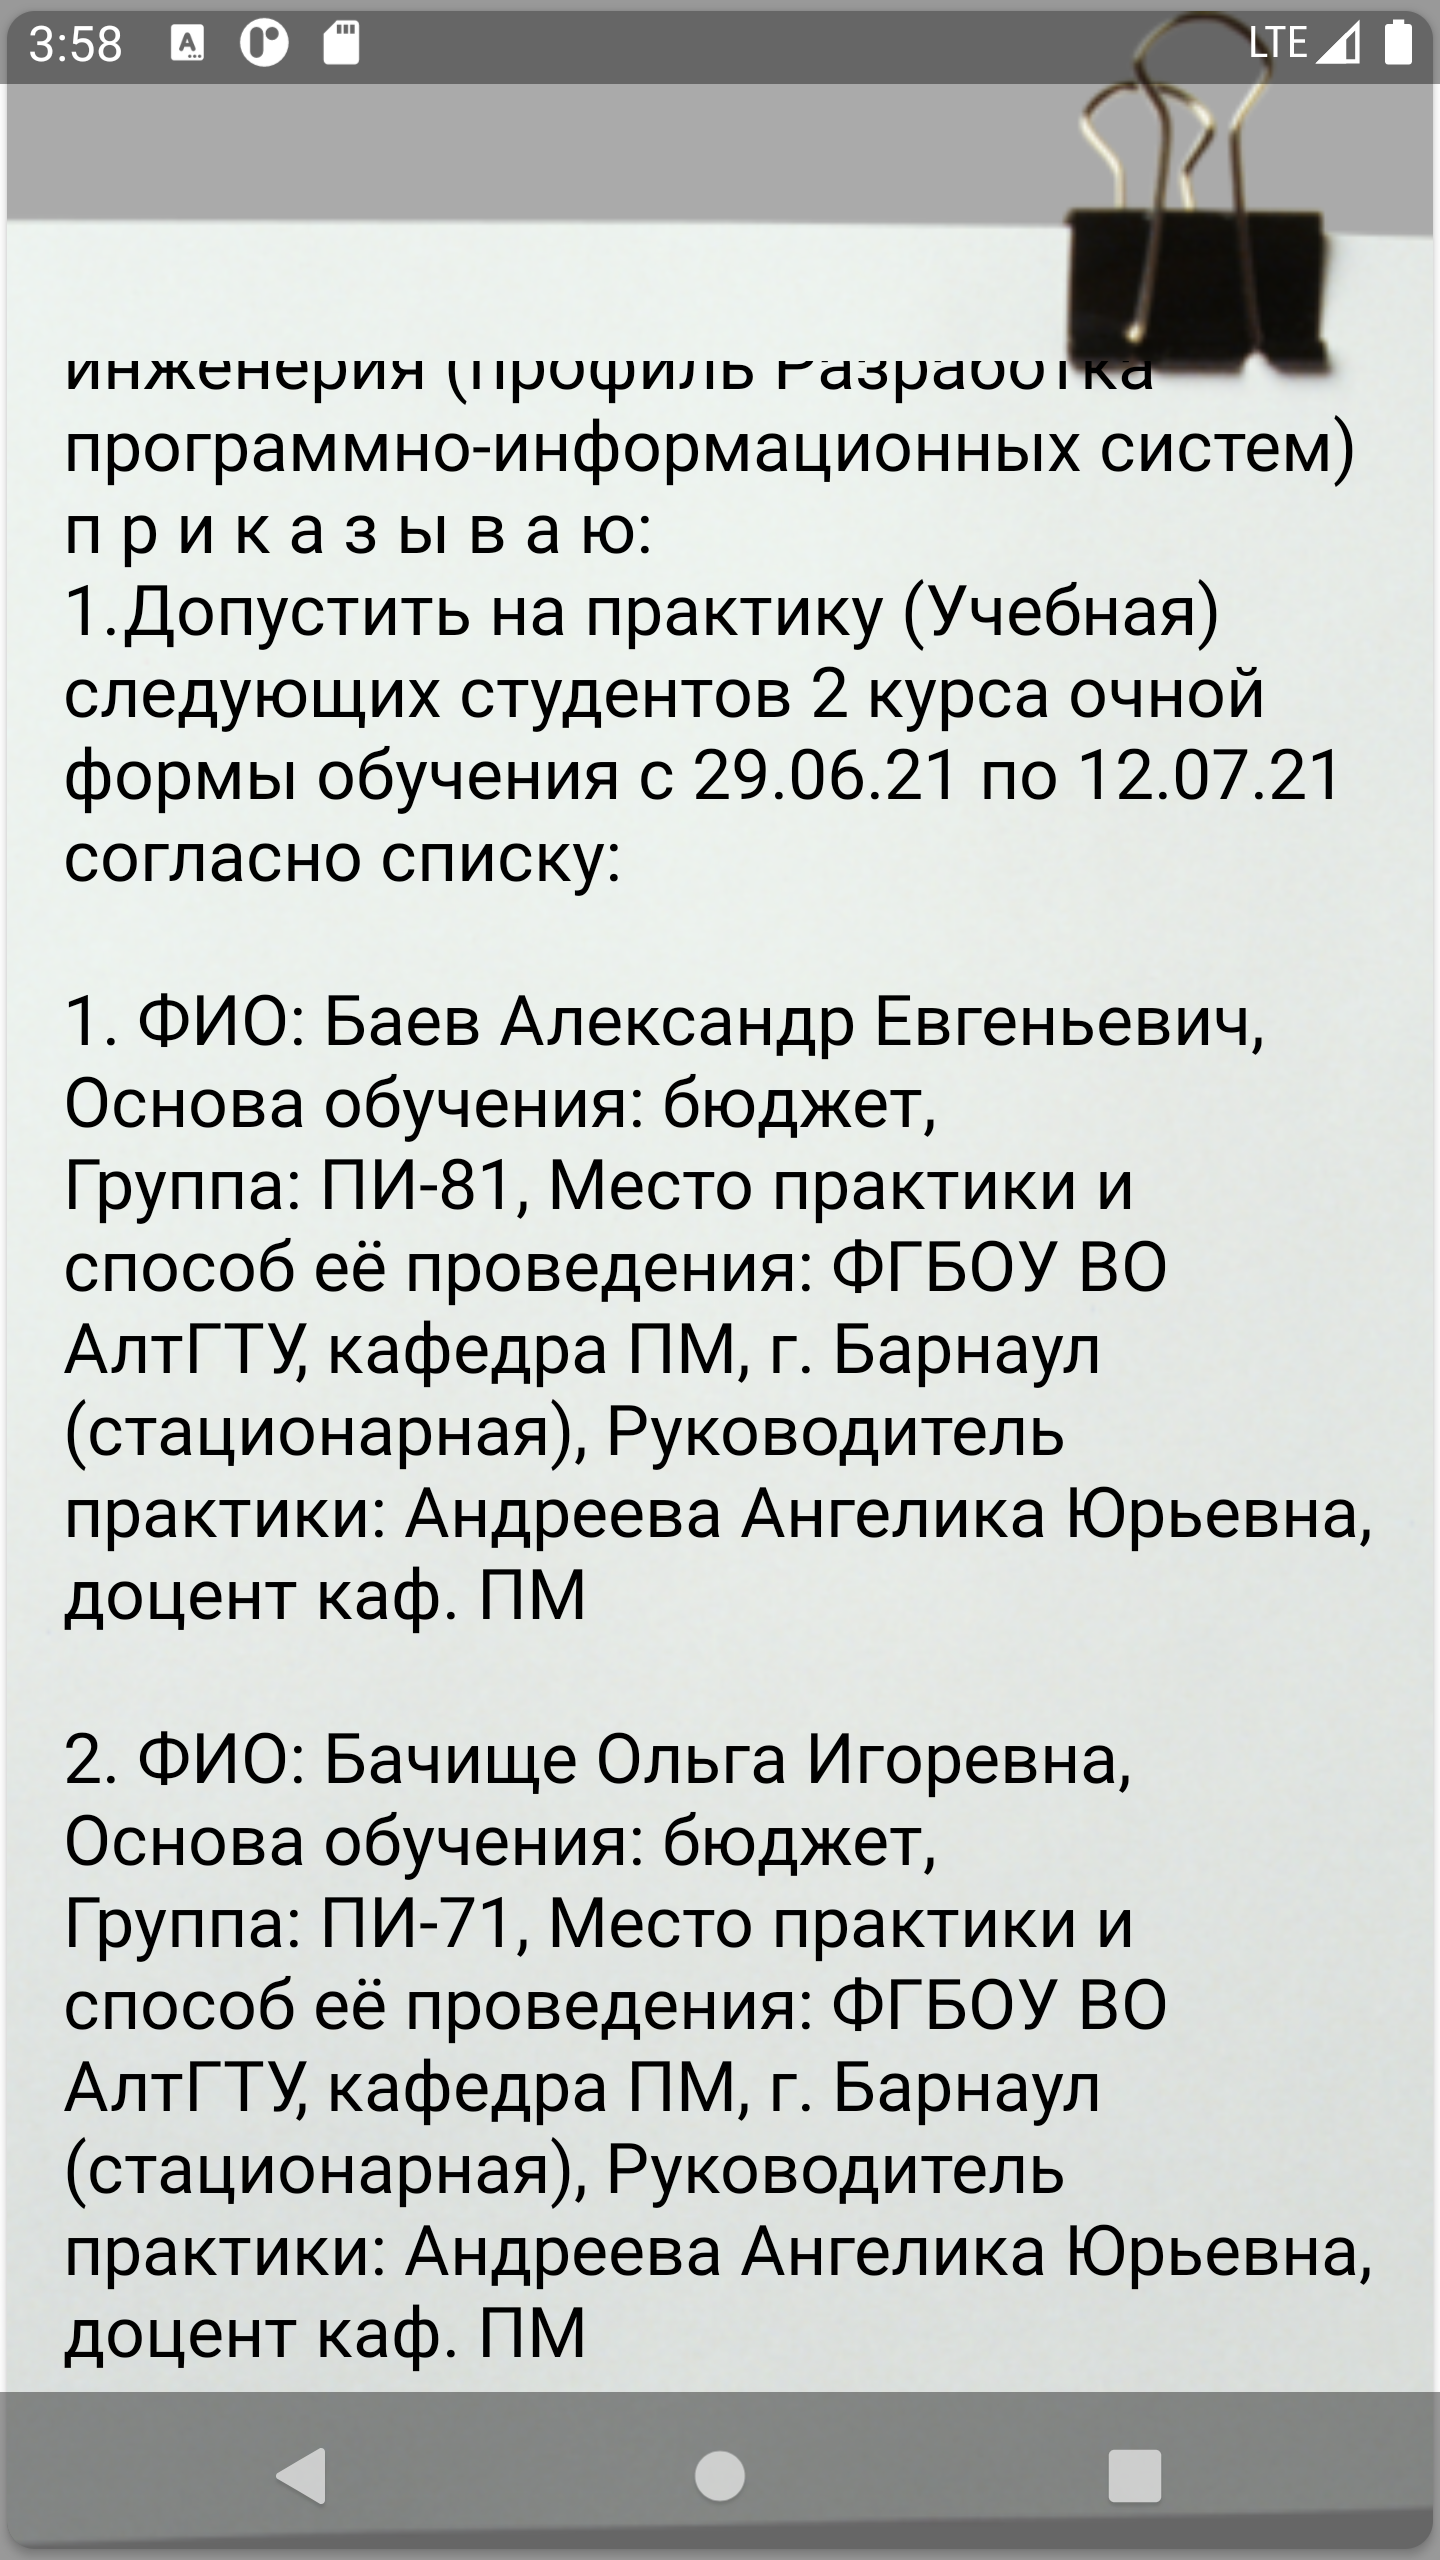 3:58
LTE
инженерия (профиль Разработка
программно-информационных систем)
п р и к а з ы в а ю:
1.Допустить на практику (Учебная)
следующих студентов 2 курса очной
формы обучения с 29.06.21 по 12.07.21
согласно списку:
1. ФИО: Баев Александр Евгеньевич,
Основа обучения: бюджет,
Группа: ПИ-81, Место практики и
способ её проведения: ФГБОУ ВО
АлтГТУ, кафедра ПМ, г. Барнаул
(стационарная), Руководитель
практики: Андреева Ангелика Юрьевна,
доцент каф. ПМ
2. ФИО: Бачище Ольга Игоревна,
Основа обучения: бюджет,
Группа: ПИ-71, Место практики и
способ её проведения: ФГБОУ ВО
АлтГТУ, кафедра ПМ, г. Барнаул
(стационарная), Руководитель
практики: Андреева Ангелика Юрьевна,
доцент каф. ПМ